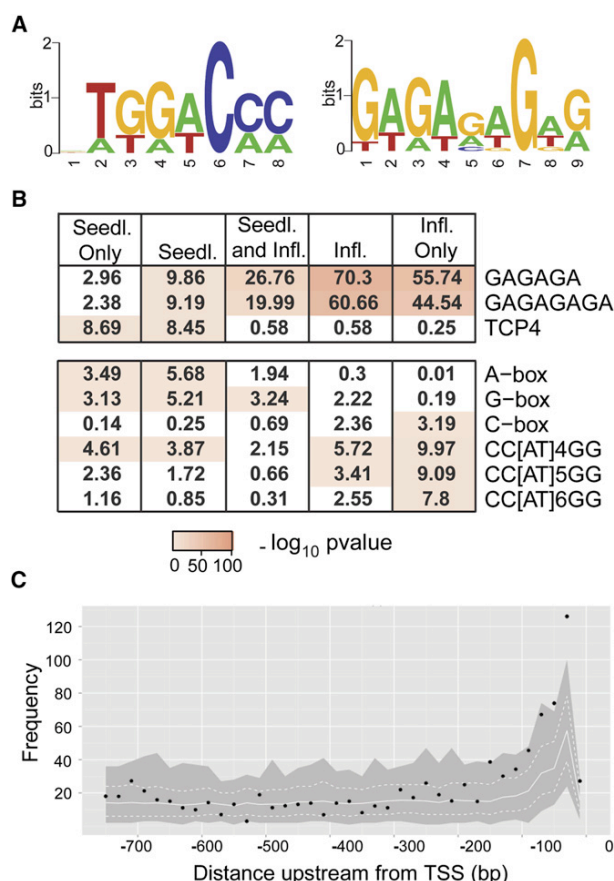 A
2
1
bits
T G G A C C C
A T A T A A
1 2 3 4 5 6 7 8
2
1
bits
G A G A G A G A G
T T A T A T T A
C G G
1 2 3 4 5 6 7 8 9
B
Seedl. Only Seedl. Seedl. and Infl. Infl. Infl. Only
2.96 9.86 26.76 70.3 55.74 GAGAGA
2.38 9.19 19.99 60.66 44.54 GAGAGAGA
8.69 8.45 0.58 0.58 0.25 TCP4
3.49 5.68 1.94 0.3 0.01 A-box
3.13 5.21 3.24 2.22 0.19 G-box
0.14 0.25 0.69 2.36 3.19 C-box
4.61 3.87 2.15 5.72 9.97 CC[AT]4GG
2.36 1.72 0.66 3.41 9.09 CC[AT]5GG
1.16 0.85 0.31 2.55 7.8 CC[AT]6GG
- log10 pvalue
0 50 100
C
Frequency
120
100
80
60
40
20
-700 -600 -500 -400 -300 -200 -100 0
Distance upstream from TSS (bp)